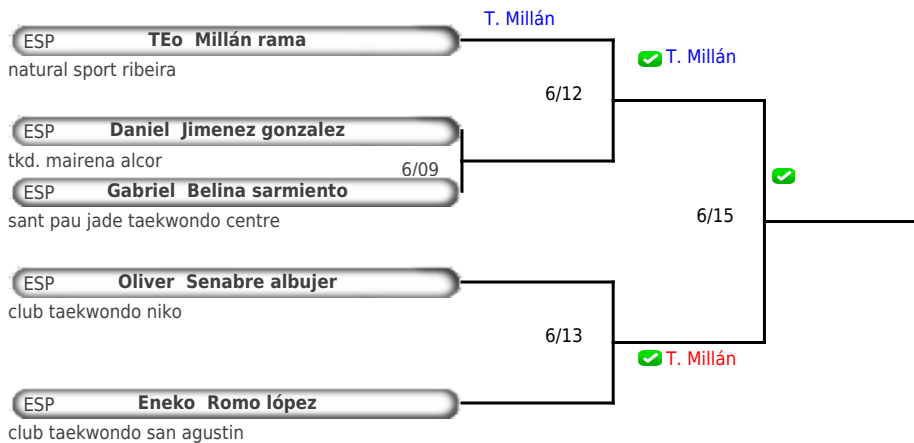 T. Millán
ESP TEo Millán rama
natural sport ribeira
T. Millán
6/12
ESP Daniel Jimenez gonzalez
tkd. mairena alcor
6/09
ESP Gabriel Belina sarmiento
sant pau jade taekwondo centre
6/15
ESP Oliver Senabre albujer
club taekwondo niko
6/13
T. Millán
ESP Eneko Romo lópez
club taekwondo san agustin